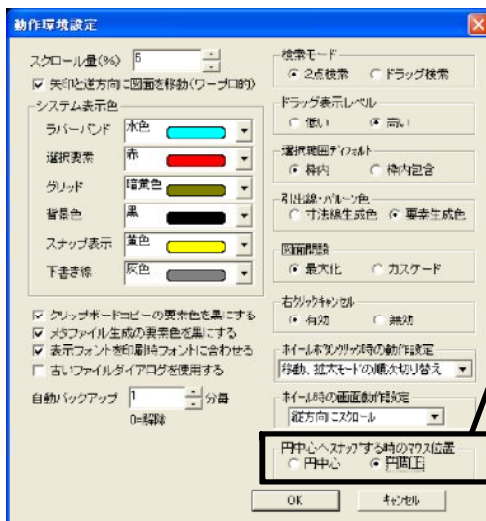 動作環境設定
スクロール量(%) 5
矢印と逆方向に図面を移動(ワープロ的)
システム表示色
ラバーバンド 水色
選択要素 赤
グリッド 暗黄色
背景色 黒
スナップ表示 黄色
下書き線 灰色
クリップボードコピーの要素色を黒にする
メタファイル生成の要素色を黒にする
表示フォントを印刷時フォントに合わせる
古いファイルダイアログを使用する
自動バックアップ 1 分毎
0=解除
検索モード
2点検索 ドラッグ検索
ドラッグ表示レベル
低い 高い
選択範囲ディフォルト
枠内 枠内包含
引出線・バルーン色
寸法線生成色 要素生成色
図面開設
最大化 カスケード
右クリックキャンセル
有効 無効
ホイールボタンクリック時の動作設定
移動、拡大モードの順次切り替え
ホイール時の画面動作設定
縦方向にスクロール
円中心へスナップする時のマウス位置
円中心 円周上
OK キャンセル